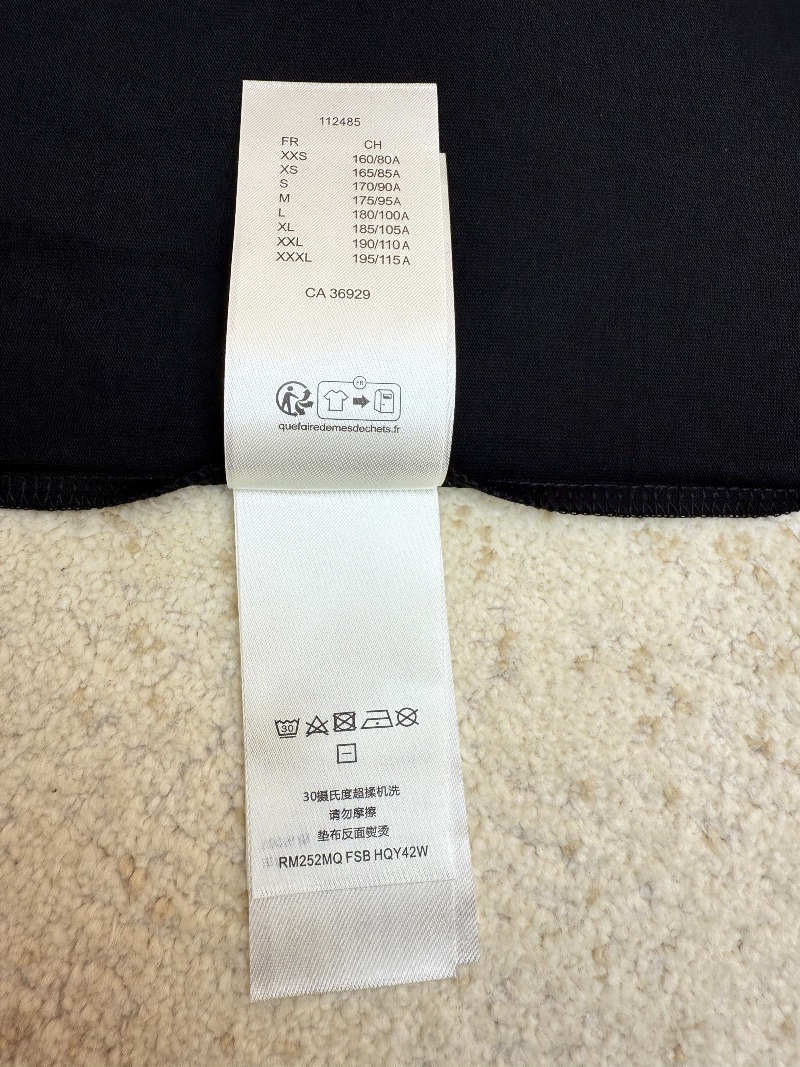 112485
FR CH
XXS 160/80A
XS 165/85A
S 170/90A
M 175/95A
L 180/100A
XL 185/105A
XXL 190/110A
XXXL 195/115A
CA 36929
FR
quefairedemesdechets.fr
30
30摄氏度超揉机洗
请勿摩擦
垫布反面熨烫
RM252MQ FSB HQY42W